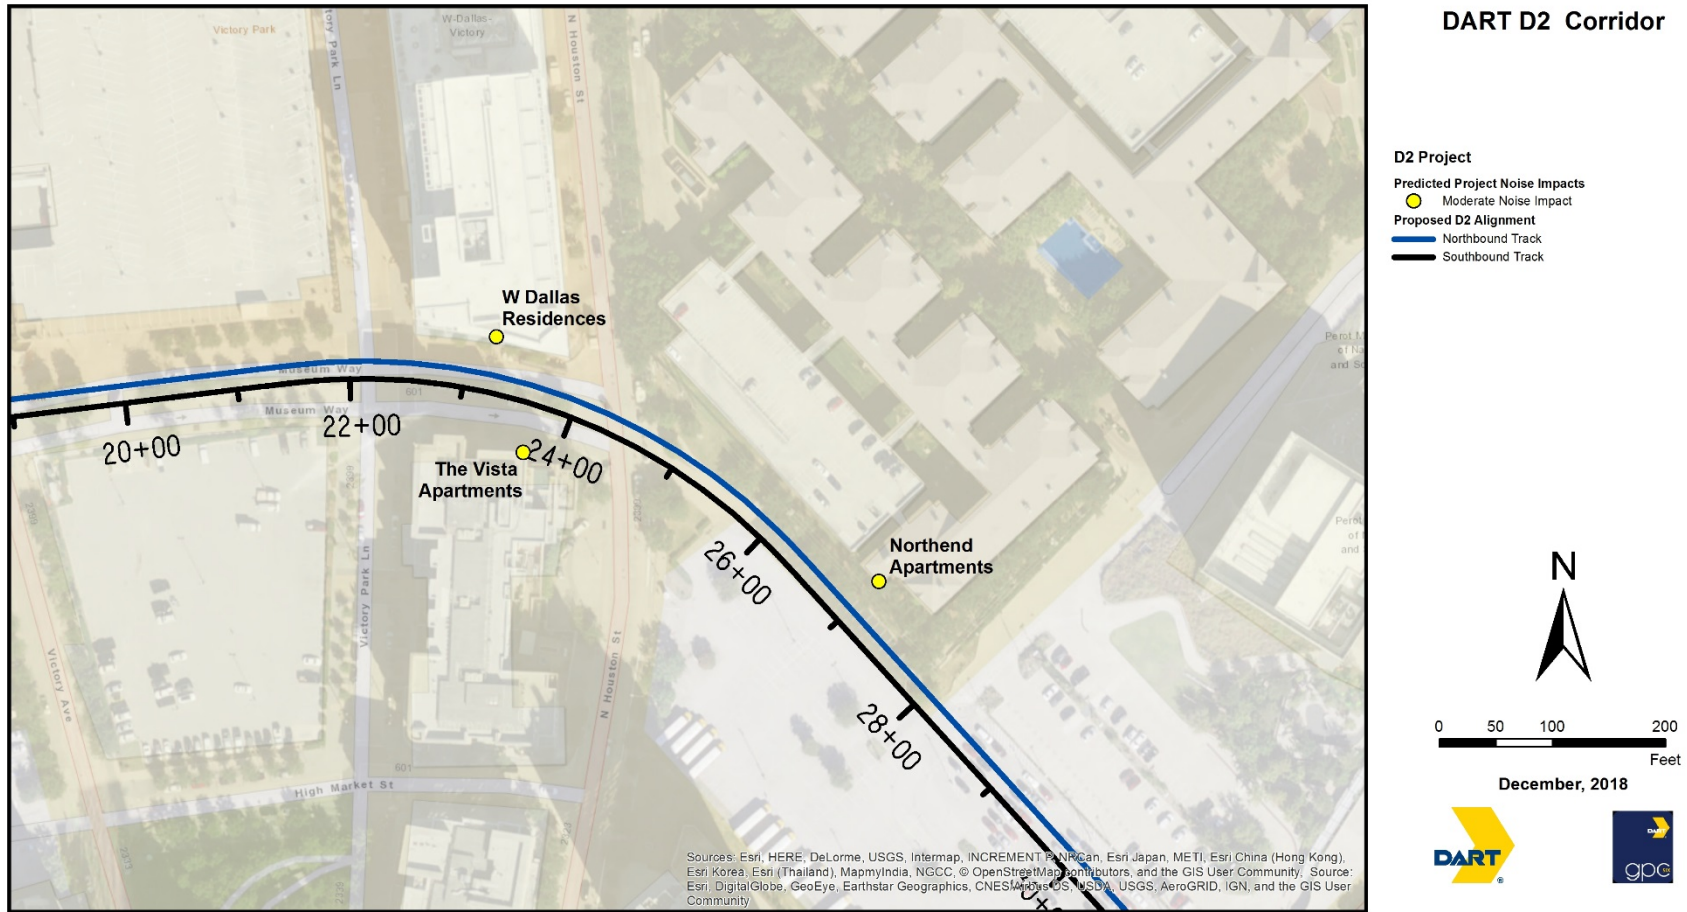 DART D2 Corridor
Victory Park
W-Dallas-
Victory
N Houston St
D2 Project
Predicted Project Noise Impacts
Moderate Noise Impact
Proposed D2 Alignment
Northbound Track
Southbound Track
W Dallas
Residences
Museum Way
601
Museum Way
20+00
22+00
24+00
The Vista
Apartments
26+00
Northend
Apartments
28+00
Victory Park Ln
N Houston St
Victory Ave
601
High Market St
N
0 50 100 200
Feet
December, 2018
DART
DART
gpc
Sources: Esri, HERE, DeLorme, USGS, Intermap, INCREMENT P, NRCan, Esri Japan, METI, Esri China (Hong Kong),
Esri Korea, Esri (Thailand), MapmyIndia, NGCC, © OpenStreetMap contributors, and the GIS User Community, Source:
Esri, DigitalGlobe, GeoEye, Earthstar Geographics, CNES/Airbus DS, USDA, USGS, AeroGRID, IGN, and the GIS User
Community